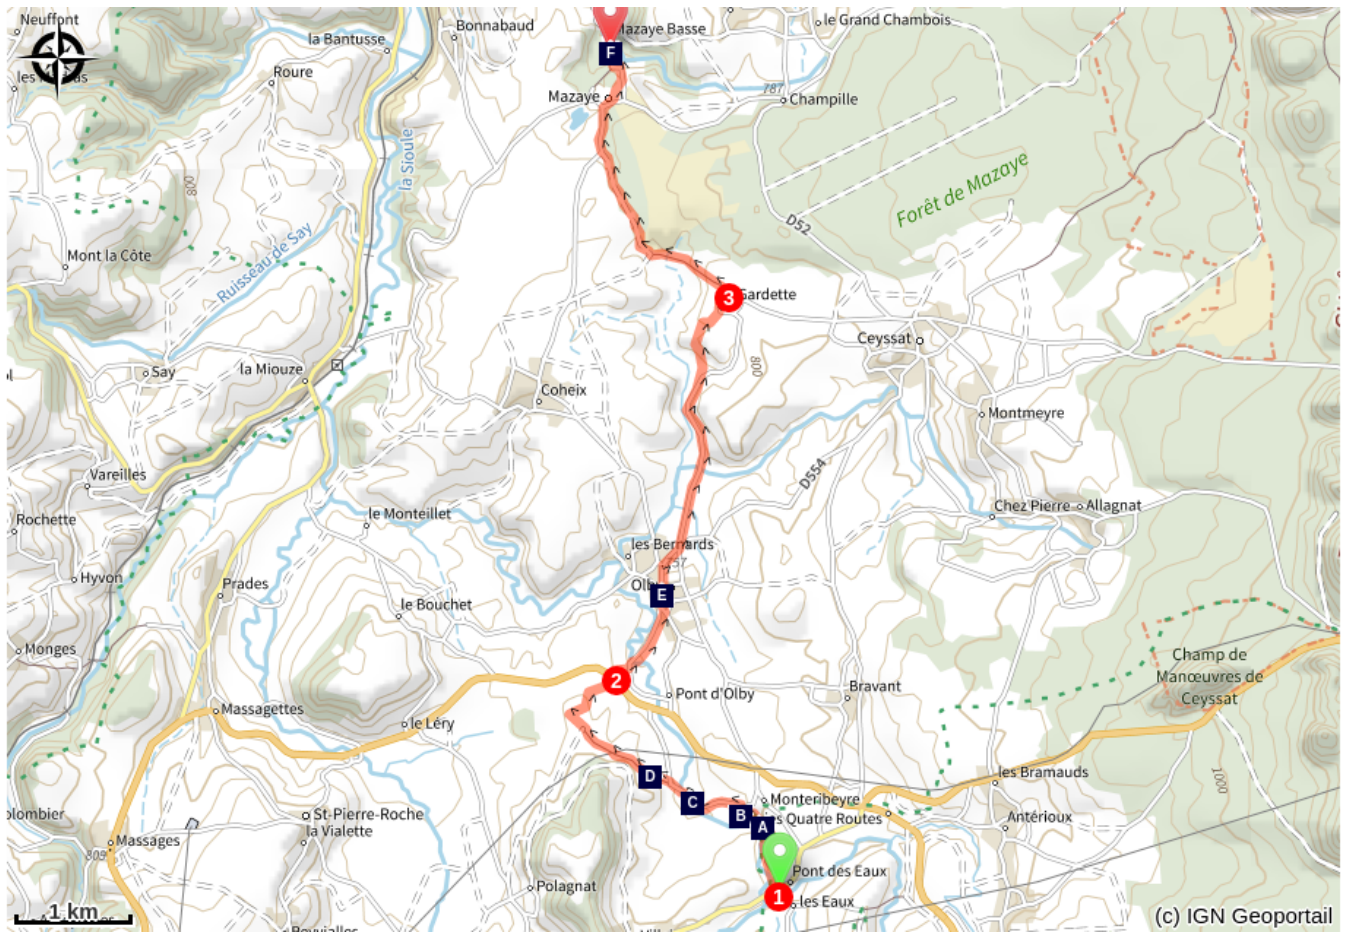 Neuffont
la Bantusse
Bonnabaud
Mazaye Basse
le Grand Chambois
F
Roure
Mazaye
787
Champille
la Sioule
800
Forêt de Mazaye
D52
Mont la Côte
Ruisseau de Say
3
Gardette
Ceyssat
Say
la Miouze
800
Coheix
Montmeyre
Vareilles
D554
Rochette
le Monteillet
Chez Pierre
Allagnat
les Bernards
Hyvon
Prades
E
le Bouchet
Monges
Champ de
Manœuvres de
Ceyssat
2
Pont d'Olby
Bravant
Massagettes
le Léry
D
les Bramauds
1000
C
Monteribeyre
B
A
Quatre Routes
Antérioux
St-Pierre-Roche
la Vialette
Massages
809
Pont des Eaux
Polagnat
1
les Eaux
1 km
(c) IGN Geoportail